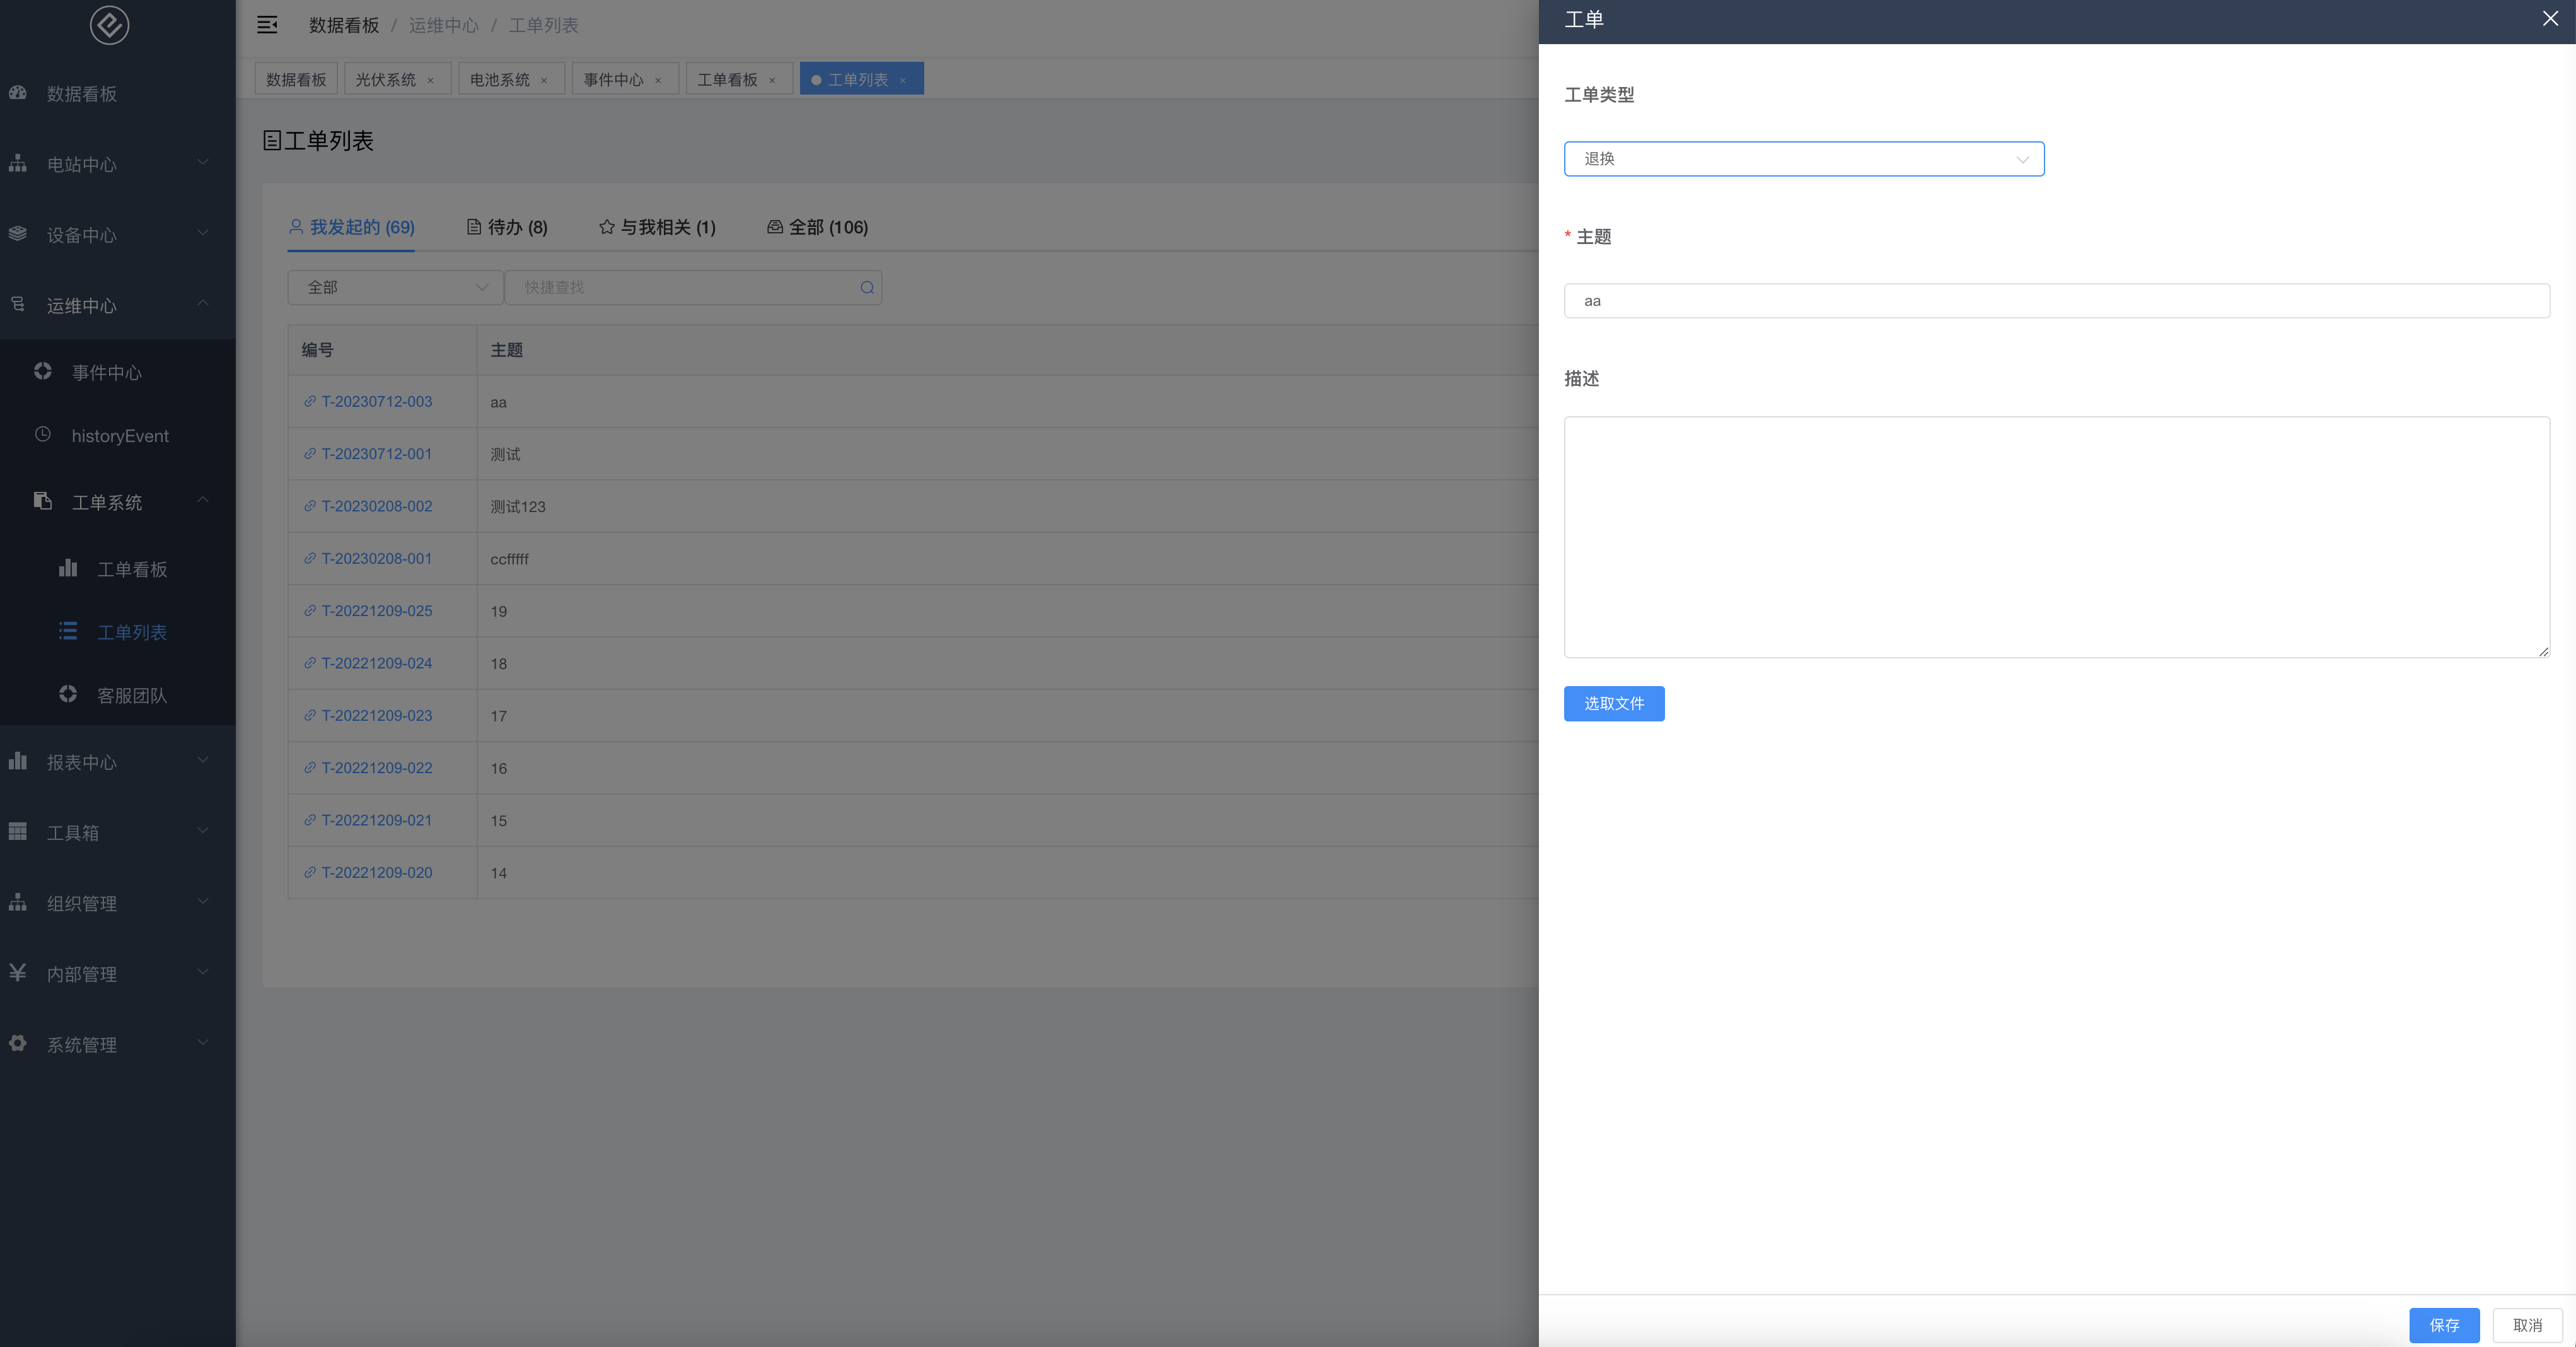 数据看板
电站中心
设备中心
运维中心
事件中心
historyEvent
工单系统
工单看板
工单列表
客服团队
报表中心
工具箱
组织管理
内部管理
系统管理
数据看板 / 运维中心 / 工单列表
数据看板 光伏系统 × 电池系统 × 事件中心 × 工单看板 × 工单列表 ×
工单列表
我发起的 (69) 待办 (8) 与我相关 (1) 全部 (106)
全部 快捷查找
编号 主题
T-20230712-003 aa
T-20230712-001 测试
T-20230208-002 测试123
T-20230208-001 ccfffff
T-20221209-025 19
T-20221209-024 18
T-20221209-023 17
T-20221209-022 16
T-20221209-021 15
T-20221209-020 14
工单
工单类型
退换
* 主题
aa
描述
选取文件
保存 取消